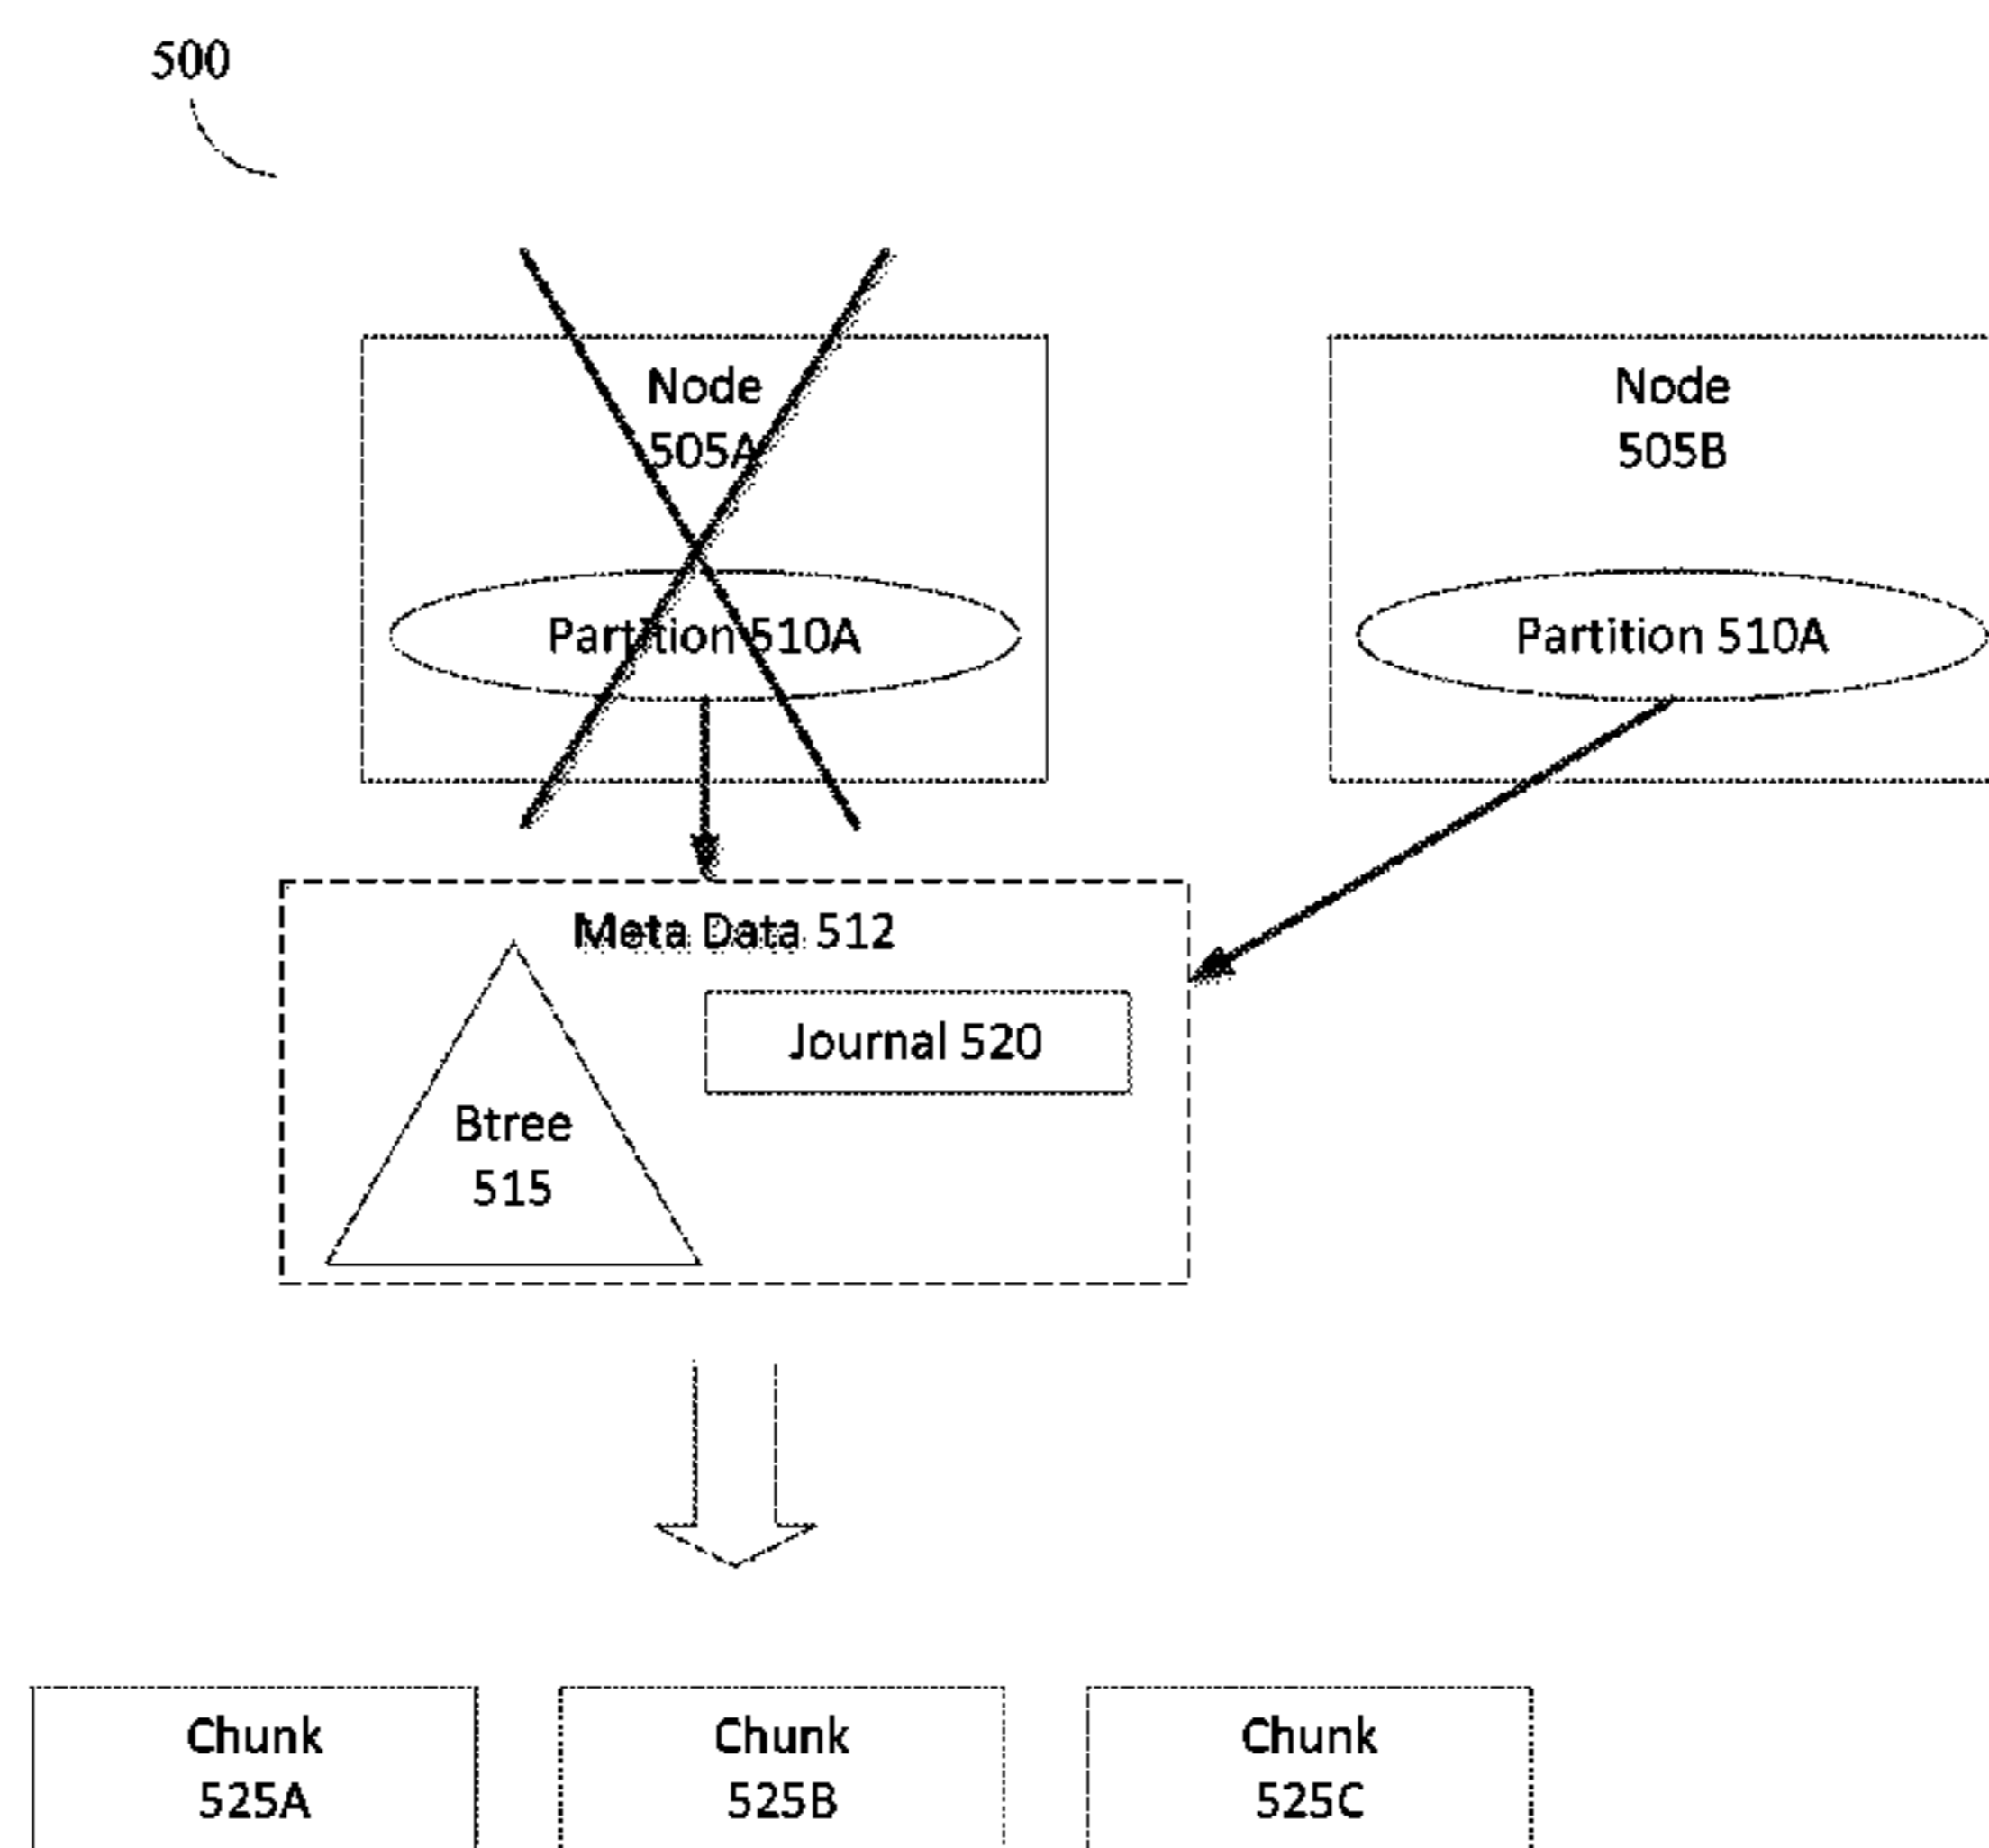 500
Node
505A
Partition 510A
Node
505B
Partition 510A
Meta Data 512
Journal 520
Btree
515
Chunk
525A
Chunk
525B
Chunk
525C